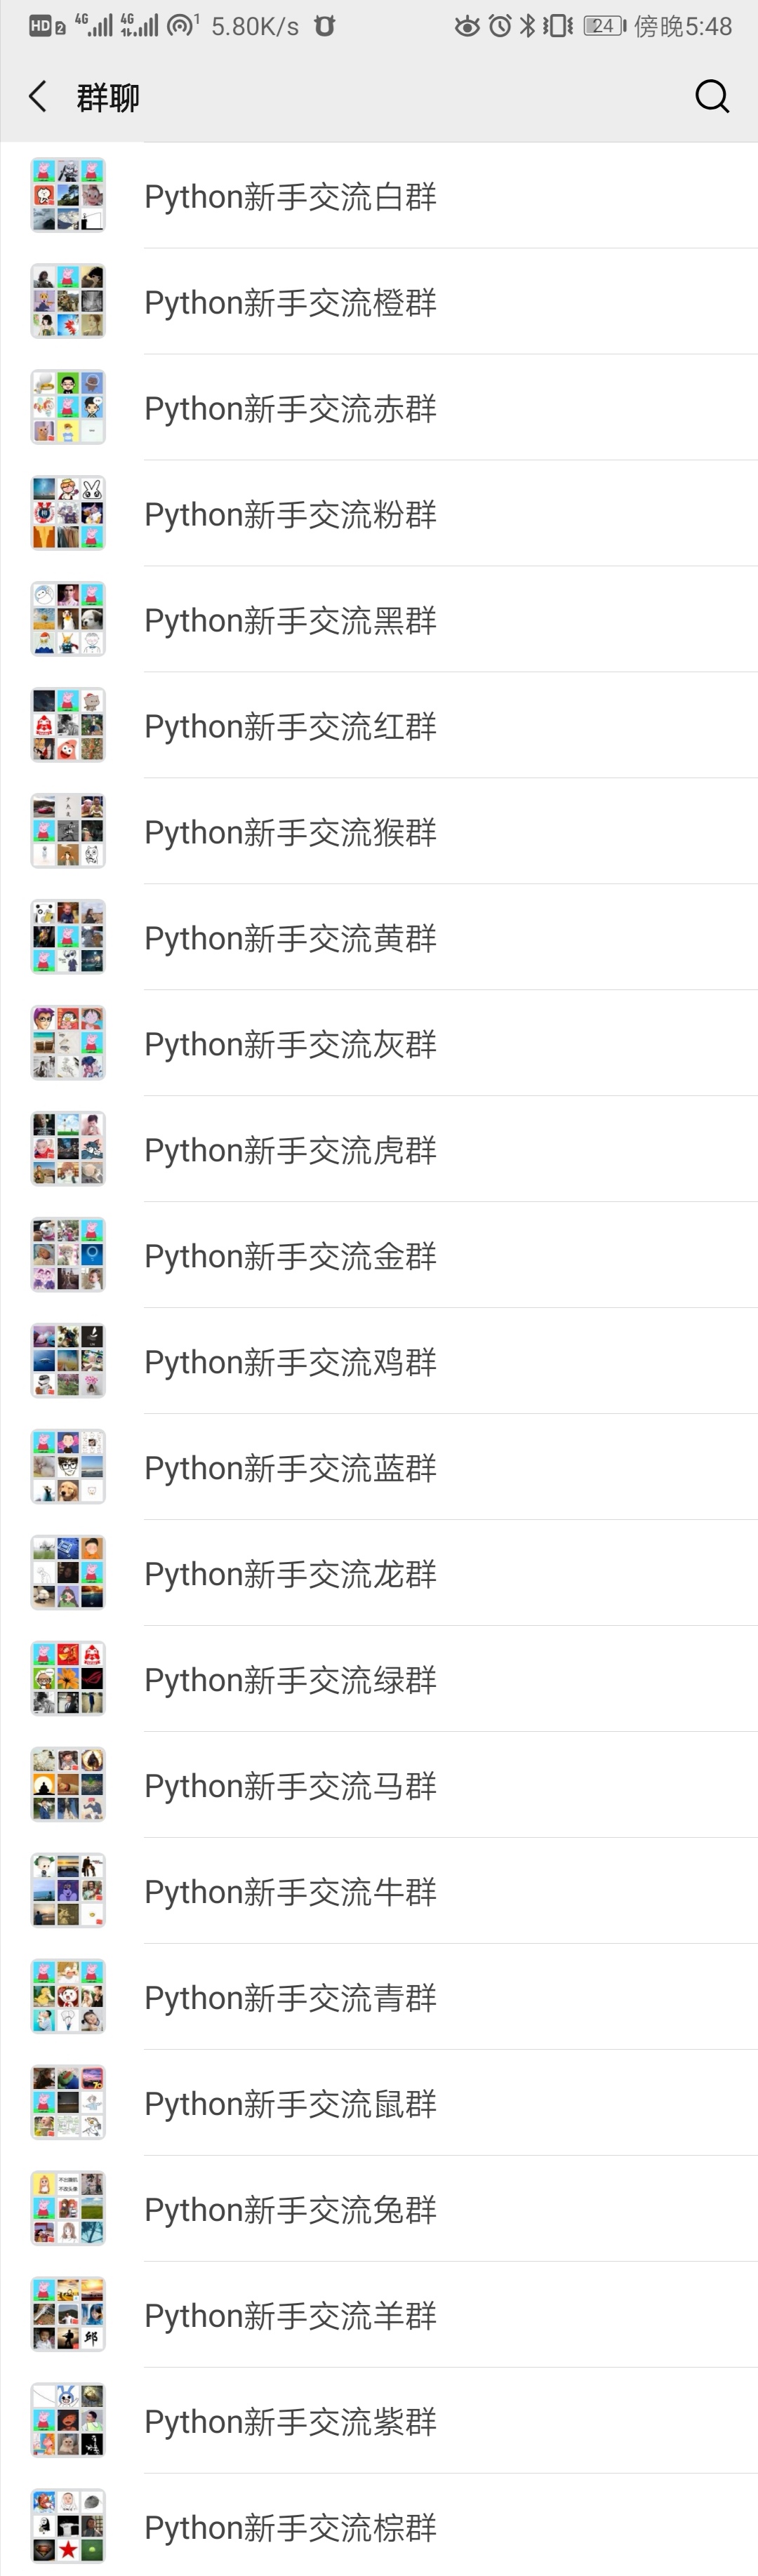 HD 2 4G 4G 1 5.80K/s 24 傍晚5:48
群聊
Python新手交流白群
Python新手交流橙群
Python新手交流赤群
Python新手交流粉群
Python新手交流黑群
Python新手交流红群
Python新手交流猴群
Python新手交流黄群
Python新手交流灰群
Python新手交流虎群
Python新手交流金群
Python新手交流鸡群
Python新手交流蓝群
Python新手交流龙群
Python新手交流绿群
Python新手交流马群
Python新手交流牛群
Python新手交流青群
Python新手交流鼠群
Python新手交流兔群
Python新手交流羊群
邱
Python新手交流紫群
Python新手交流棕群